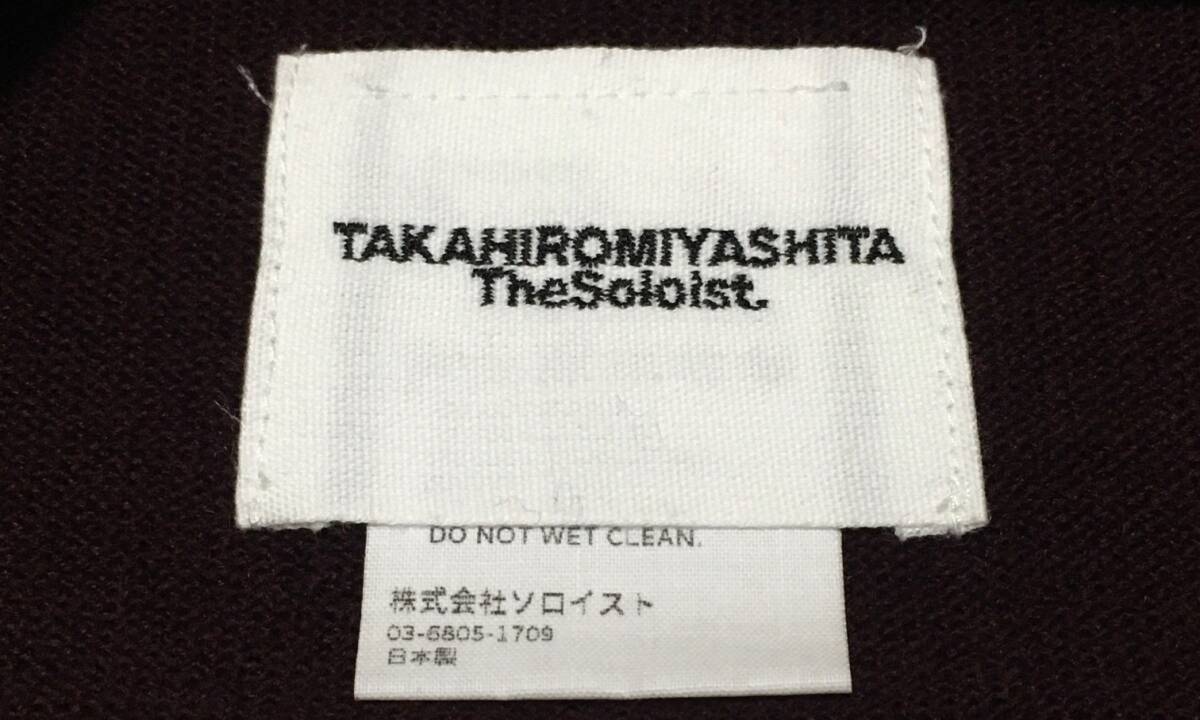 TAKAHIROMIYASHITA
TheSoloist.
DO NOT WET CLEAN.
株式会社ソロイスト
03-6805-1709
日本製